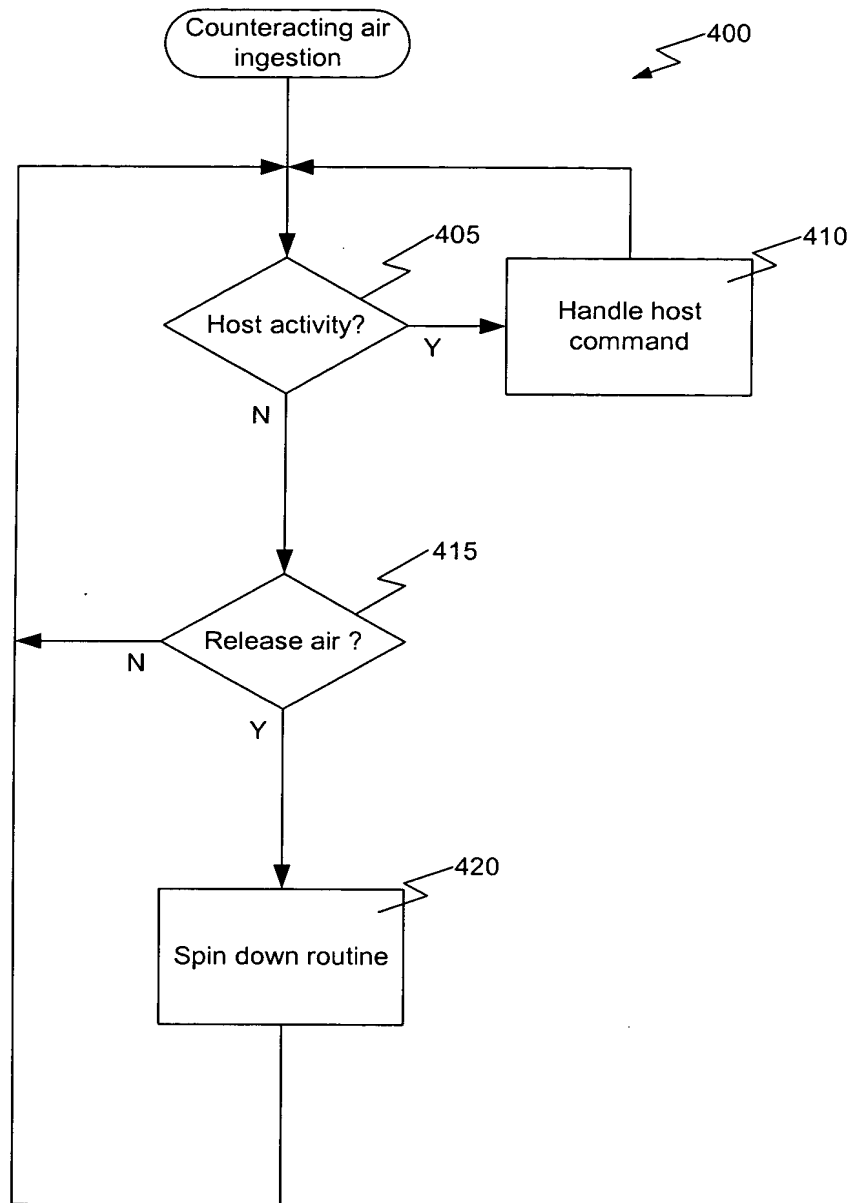 Counteracting air
ingestion
400
405
410
Host activity?
Y
Handle host
command
N
415
Release air ?
N
Y
420
Spin down routine